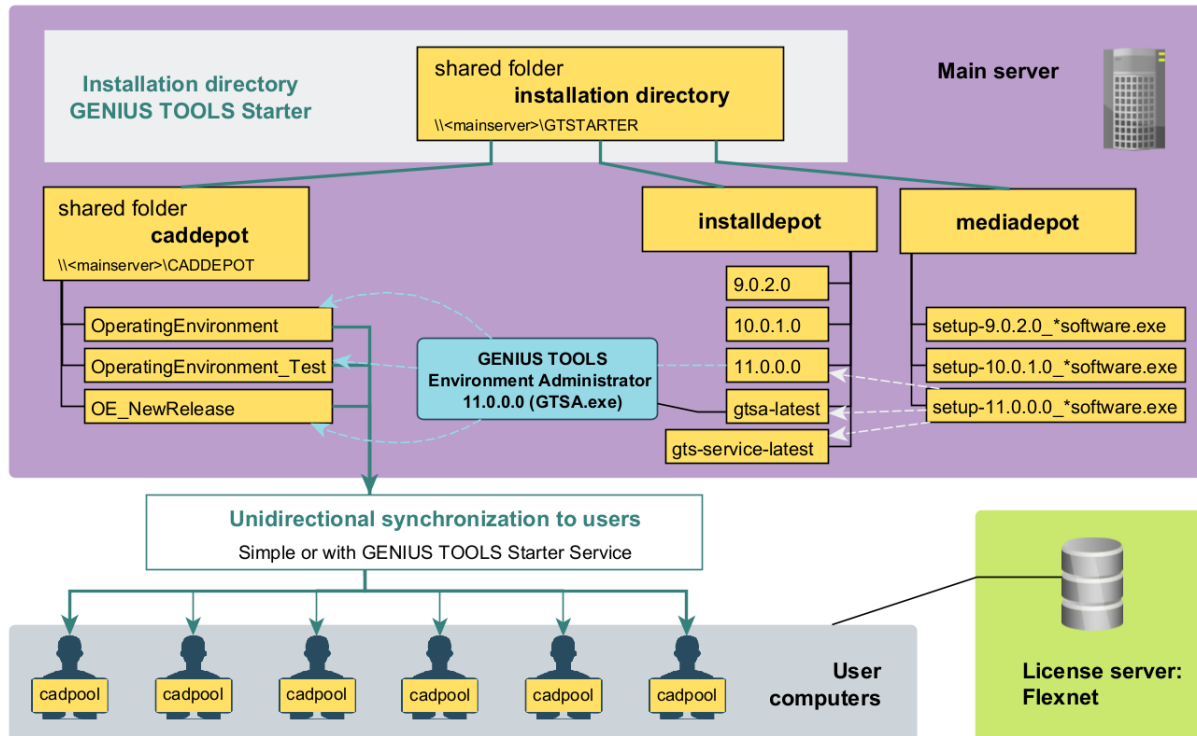 Installation directory
GENIUS TOOLS Starter
shared folder
installation directory
\\<mainserver>\GTSTARTER
Main server
shared folder
caddepot
\\<mainserver>\CADDEPOT
installdepot
mediadepot
OperatingEnvironment
OperatingEnvironment_Test
OE_NewRelease
GENIUS TOOLS
Environment Administrator
11.0.0.0 (GTSA.exe)
9.0.2.0
10.0.1.0
11.0.0.0
gtsa-latest
gts-service-latest
setup-9.0.2.0_*software.exe
setup-10.0.1.0_*software.exe
setup-11.0.0.0_*software.exe
Unidirectional synchronization to users
Simple or with GENIUS TOOLS Starter Service
cadpool
cadpool
cadpool
cadpool
cadpool
cadpool
User
computers
License server:
Flexnet